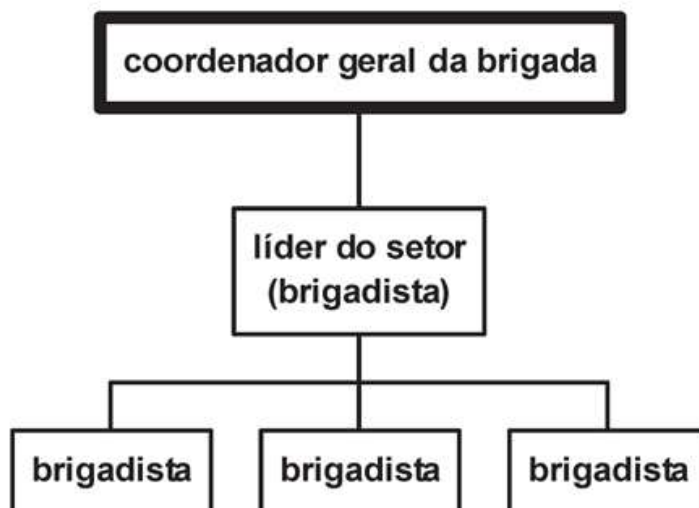 coordenador geral da brigada
líder do setor
(brigadista)
brigadista
brigadista
brigadista